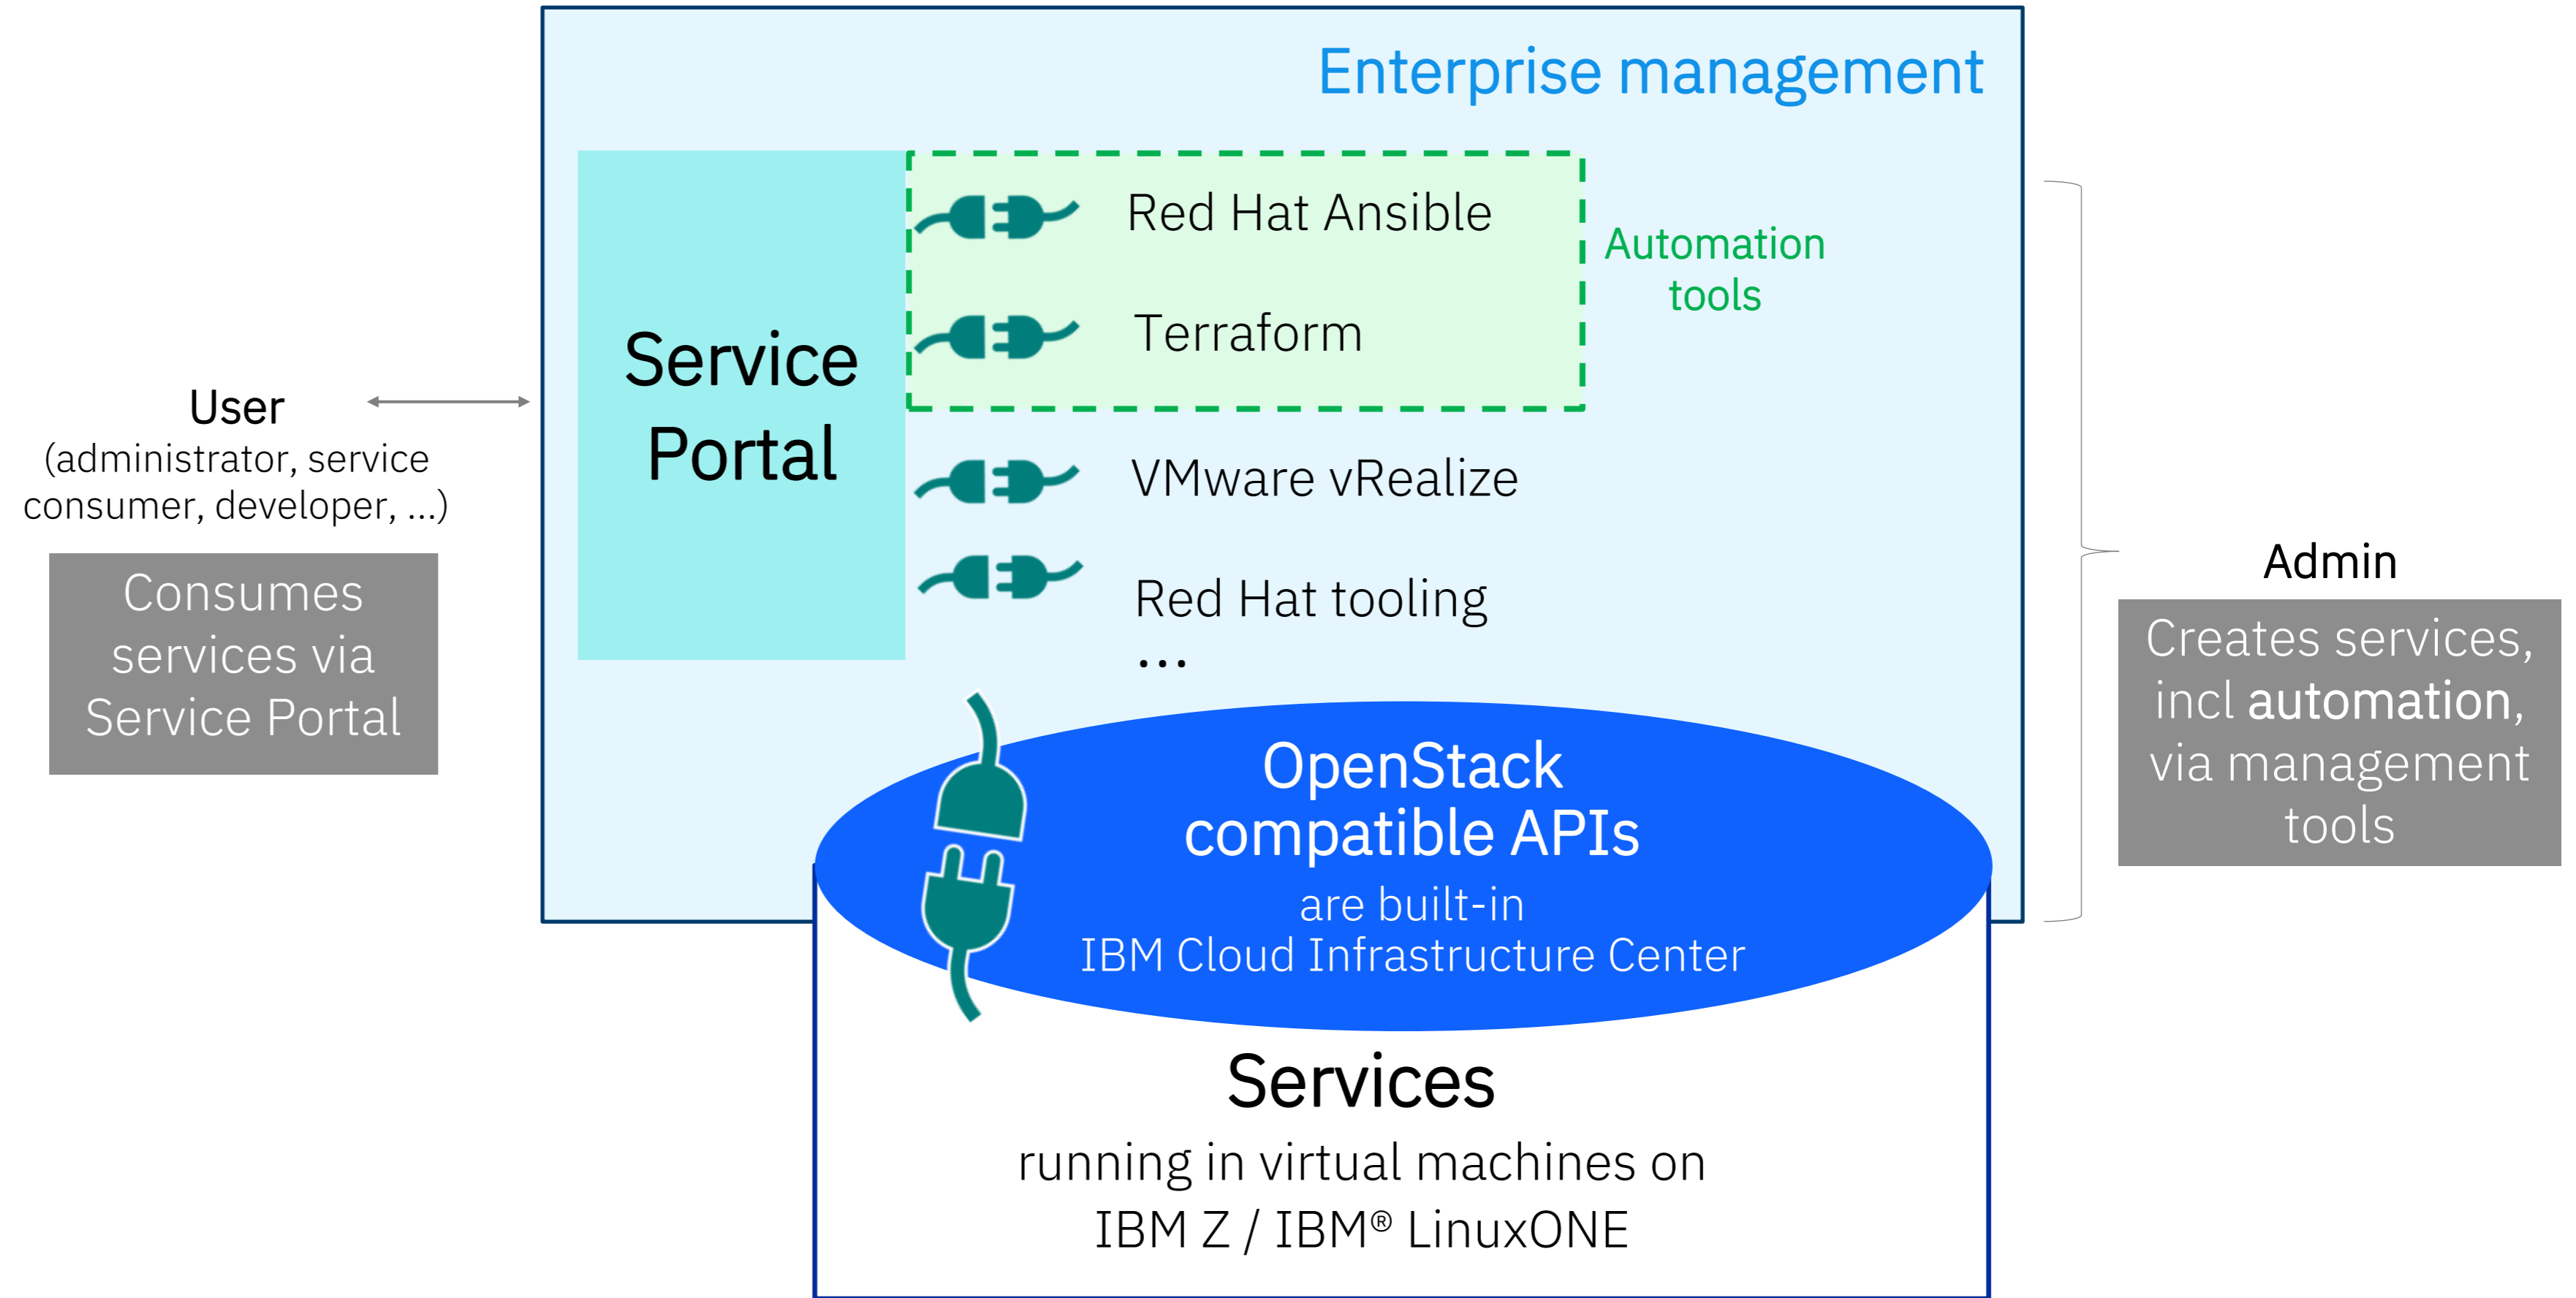 Enterprise management
Service
Portal
Red Hat Ansible
Terraform
Automation
tools
VMware vRealize
Red Hat tooling
...
User
(administrator, service
consumer, developer, ...)
Consumes
services via
Service Portal
Admin
Creates services,
incl automation,
via management
tools
OpenStack
compatible APIs
are built-in
IBM Cloud Infrastructure Center
Services
running in virtual machines on
IBM Z / IBM® LinuxONE